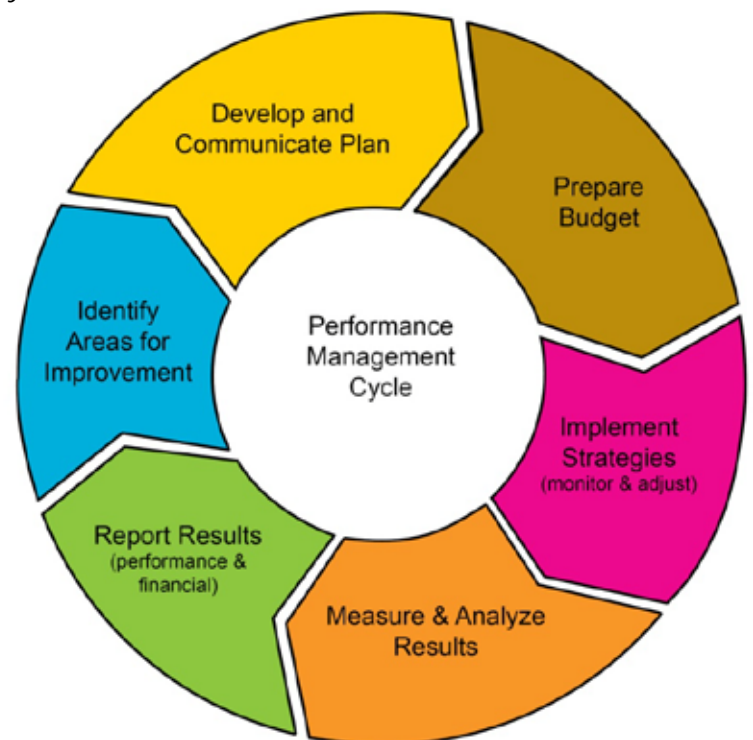 Develop and
Communicate Plan
Prepare
Budget
Identify
Areas for
Improvement
Performance
Management
Cycle
Implement
Strategies
(monitor & adjust)
Report Results
(performance &
financial)
Measure & Analyze
Results